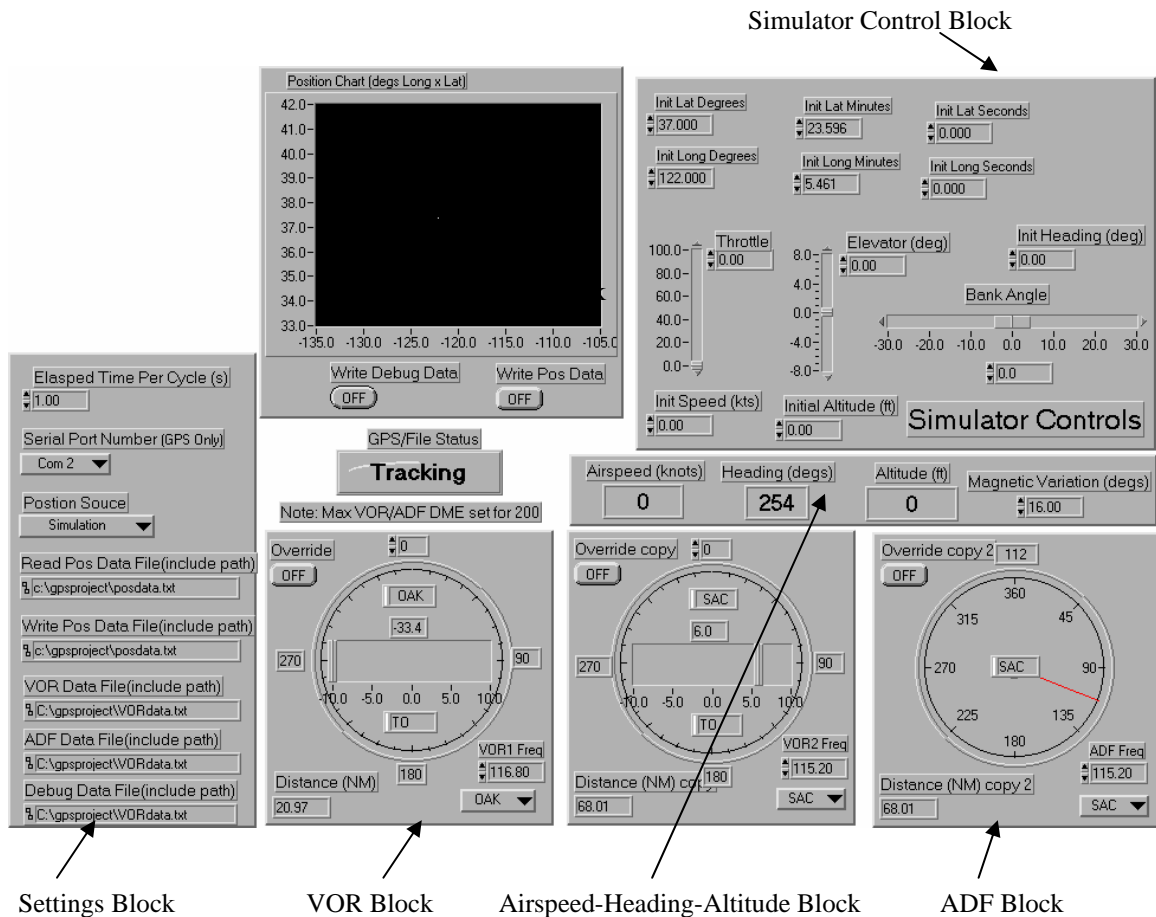 Simulator Control Block
Position Chart (degs Long x Lat)
42.0-
41.0-
40.0-
39.0-
38.0-
37.0-
36.0-
35.0-
34.0-
33.0-
-135.0 -130.0 -125.0 -120.0 -115.0 -110.0 -105.0
Write Debug Data
OFF
Write Pos Data
OFF
Init Lat Degrees
37.000
Init Lat Minutes
23.596
Init Lat Seconds
0.000
Init Long Degrees
122.000
Init Long Minutes
5.461
Init Long Seconds
0.000
Throttle
0.00
100.0-
80.0-
60.0-
40.0-
20.0-
0.0-
Elevator (deg)
0.00
8.0-
4.0-
0.0-
-4.0-
-8.0-
Init Heading (deg)
0.00
Bank Angle
-30.0 -20.0 -10.0 0.0 10.0 20.0 30.0
0.0
Init Speed (kts)
0.00
Initial Altitude (ft)
0.00
Simulator Controls
Elasped Time Per Cycle (s)
1.00
Serial Port Number (GPS Only)
Com 2
Postion Souce
Simulation
Read Pos Data File(include path)
c:\gpsproject\posdata.txt
Write Pos Data File(include path)
c:\gpsproject\posdata.txt
VOR Data File(include path)
C:\gpsproject\VORdata.txt
ADF Data File(include path)
C:\gpsproject\VORdata.txt
Debug Data File(include path)
C:\gpsproject\VORdata.txt
GPS/File Status
Tracking
Note: Max VOR/ADF DME set for 200
Airspeed (knots)
0
Heading (degs)
254
Altitude (ft)
0
Magnetic Variation (degs)
16.00
Override
OFF
0
OAK
-33.4
270
90
-10.0 -5.0 0.0 5.0 10.0
TO
180
VOR1 Freq
116.80
Distance (NM)
20.97
OAK
Override copy
OFF
0
SAC
6.0
270
90
-10.0 -5.0 0.0 5.0 10.0
TO
180
VOR2 Freq
115.20
Distance (NM) copy
68.01
SAC
Override copy 2
112
OFF
360
315
45
270
SAC
90
225
135
180
ADF Freq
115.20
Distance (NM) copy 2
68.01
SAC
Settings Block
VOR Block
Airspeed-Heading-Altitude Block
ADF Block